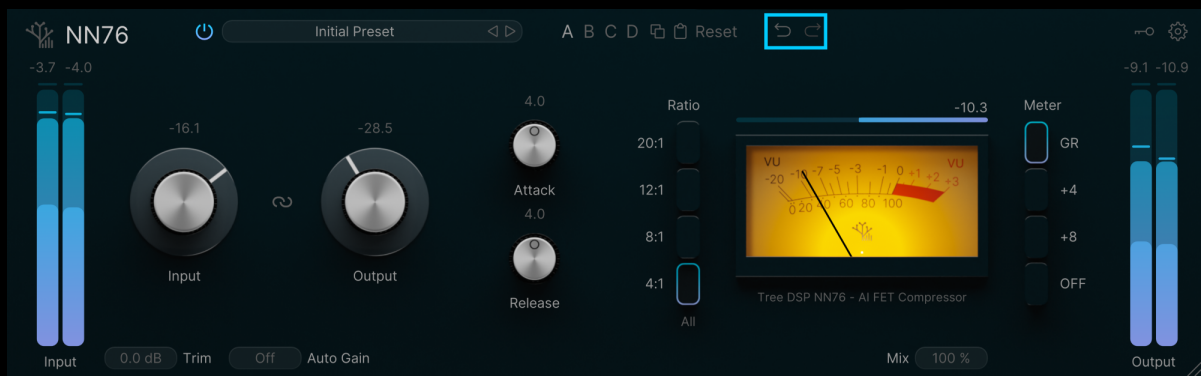 NN76
Initial Preset
A B C D Reset
-3.7 -4.0
-9.1 -10.9
-16.1
-28.5
4.0
Attack
4.0
Release
Input
Output
Ratio
20:1
12:1
8:1
4:1
All
-10.3
VU VU
-20 -10 -7 -5 -3 -1 0 +1 +2 +3
0 20 40 60 80 100
Tree DSP NN76 - AI FET Compressor
Meter
GR
+4
+8
OFF
Input
0.0 dB Trim Off Auto Gain
Mix 100 %
Output